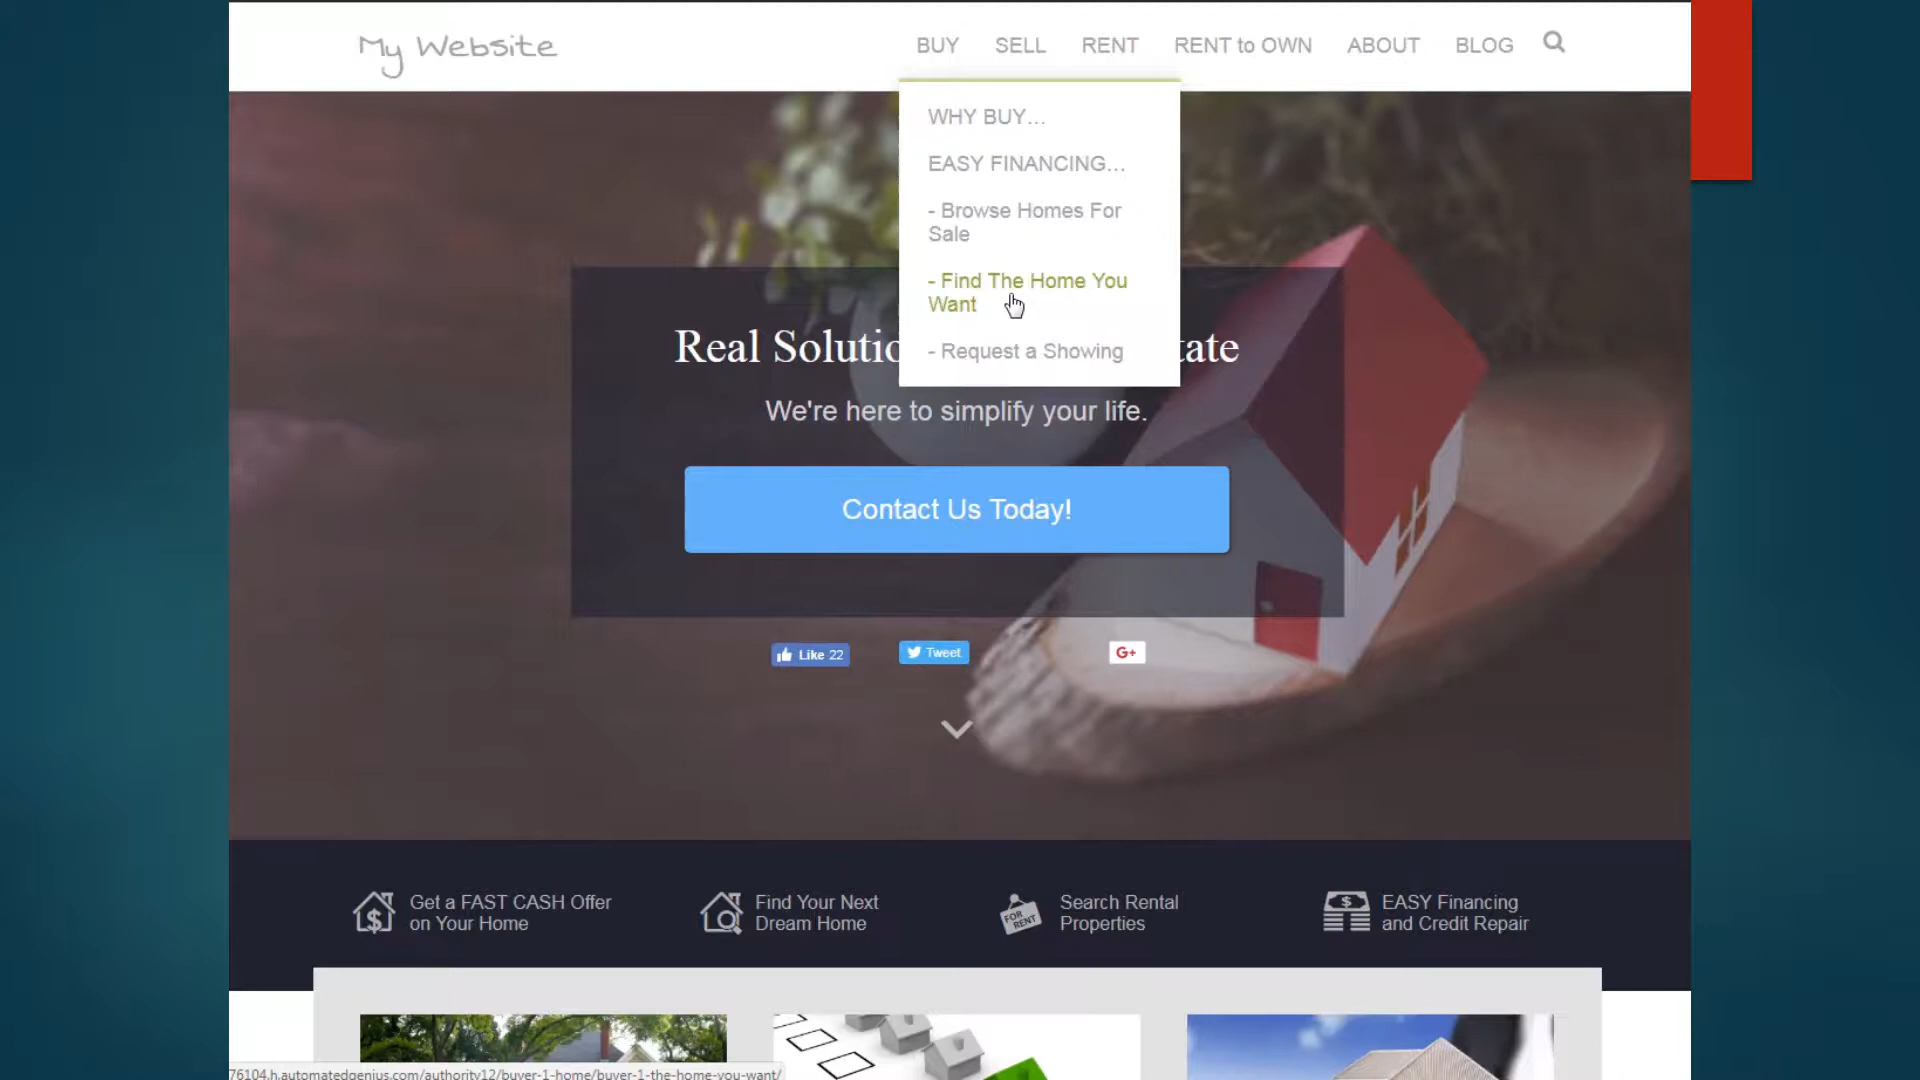 My Website
BUY SELL RENT RENT to OWN ABOUT BLOG
WHY BUY...
EASY FINANCING...
- Browse Homes For
Sale
- Find The Home You
Want
- Request a Showing
Real Solutio tate
We're here to simplify your life.
Contact Us Today!
Like 22
Tweet
G+
Get a FAST CASH Offer
on Your Home
Find Your Next
Dream Home
FOR
RENT
Search Rental
Properties
EASY Financing
and Credit Repair
76104.h.automatedgenius.com/authority12/buyer-1-home/buyer-1-the-home-you-want/